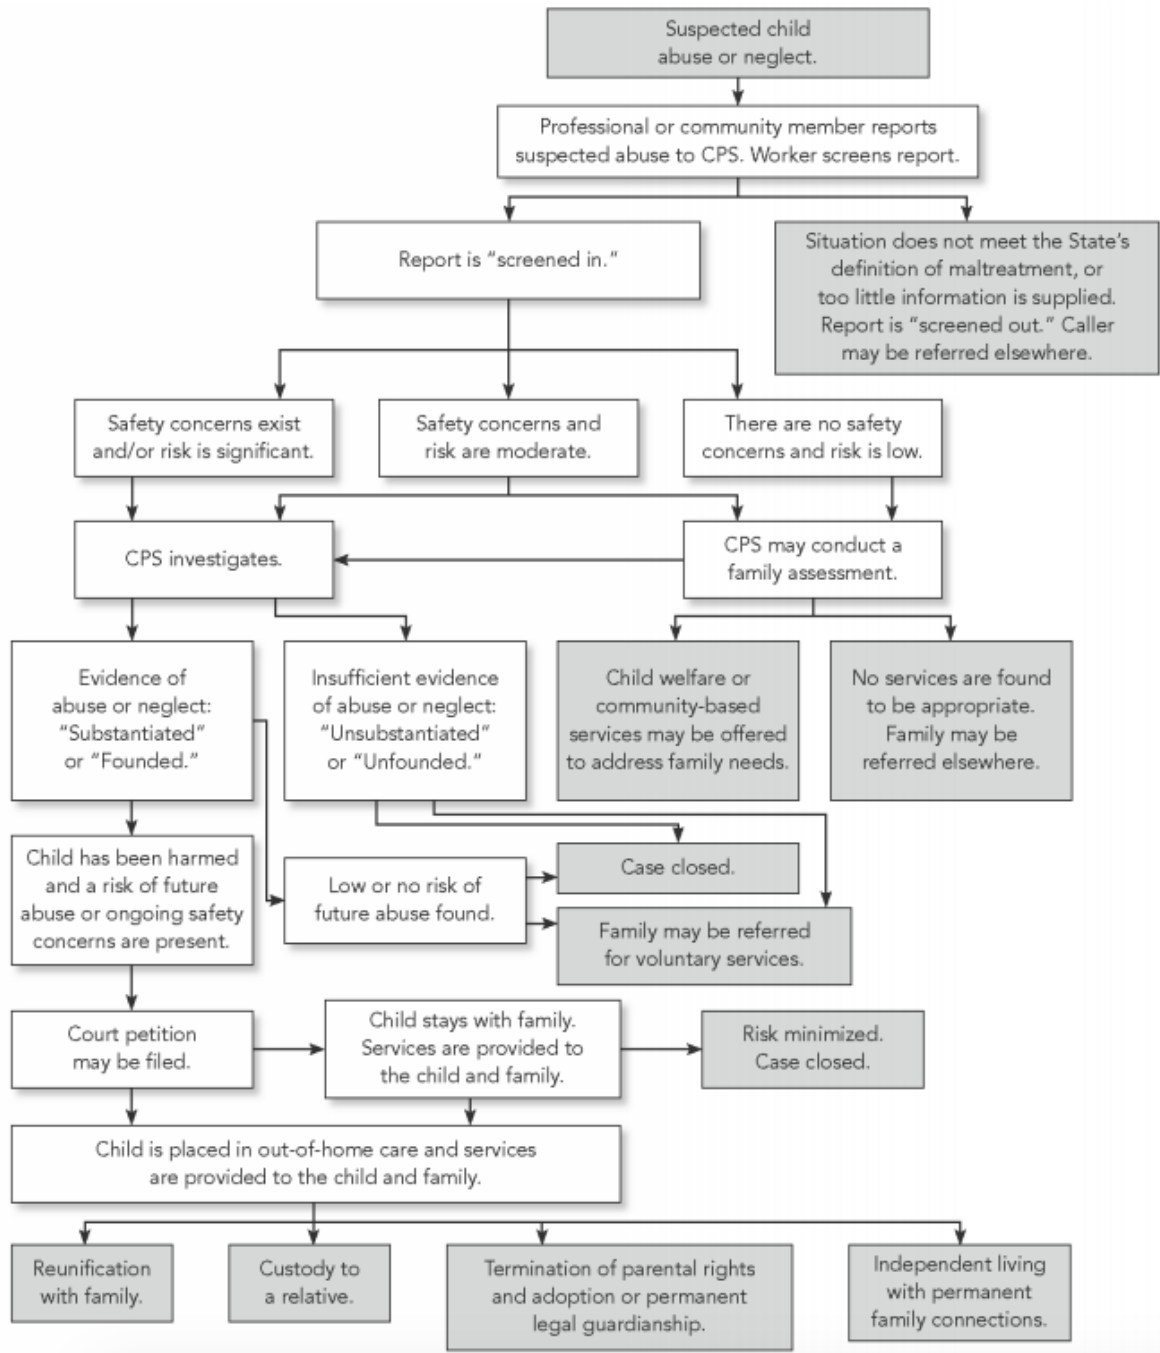 Suspected child
abuse or neglect.
Professional or community member reports
suspected abuse to CPS. Worker screens report.
Report is “screened in.“
Situation does not meet the State’s
definition of maltreatment, or
too little information is supplied.
Report is “screened out.” Caller
may be referred elsewhere.
Safety concerns exist
and/or risk is significant.
Safety concerns and
risk are moderate.
There are no safety
concerns and risk is low.
CPS investigates.
CPS may conduct a
family assessment.
Evidence of
abuse or neglect:
“Substantiated”
or “Founded.”
Insufficient evidence
of abuse or neglect:
“Unsubstantiated”
or “Unfounded.”
Child welfare or
community-based
services may be offered
to address family needs.
No services are found
to be appropriate.
Family may be
referred elsewhere.
Child has been harmed
and a risk of future
abuse or ongoing safety
concerns are present.
Low or no risk of
future abuse found.
Case closed.
Family may be referred
for voluntary services.
Court petition
may be filed.
Child stays with family.
Services are provided to
the child and family.
Risk minimized.
Case closed.
Child is placed in out-of-home care and services
are provided to the child and family.
Reunification
with family.
Custody to
a relative.
Termination of parental rights
and adoption or permanent
legal guardianship.
Independent living
with permanent
family connections.